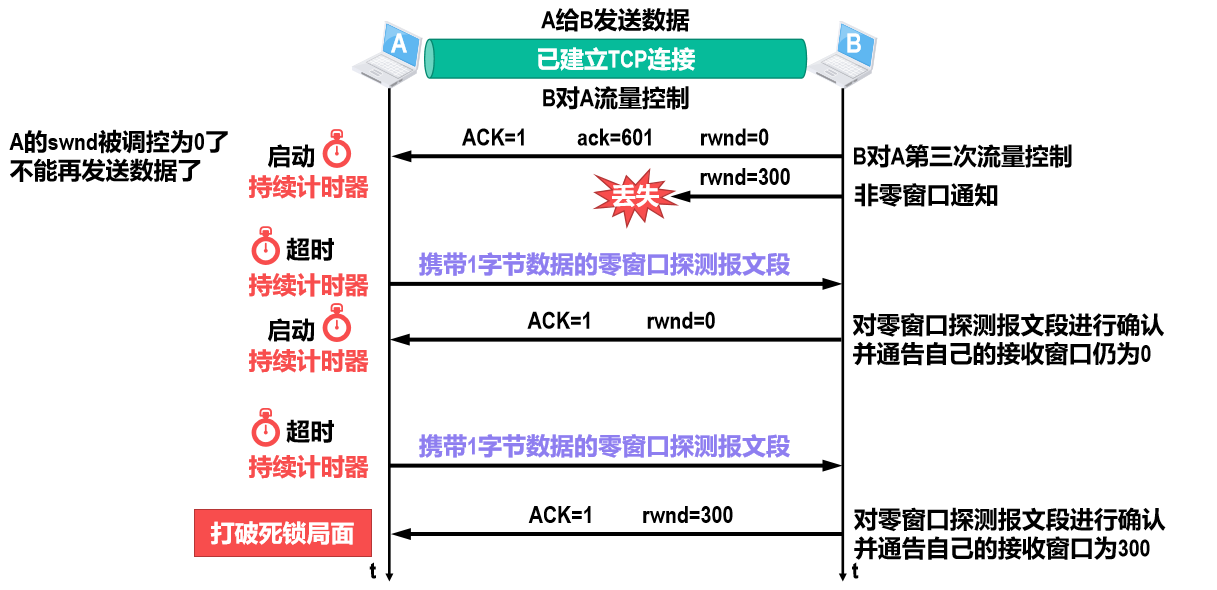 A给B发送数据
A
已建立TCP连接
B
B对A流量控制
A的swnd被调控为0了
不能再发送数据了
启动
持续计时器
ACK=1 ack=601 rwnd=0
B对A第三次流量控制
丢失
rwnd=300
非零窗口通知
超时
持续计时器
携带1字节数据的零窗口探测报文段
启动
持续计时器
ACK=1 rwnd=0
对零窗口探测报文段进行确认
并通告自己的接收窗口仍为0
超时
持续计时器
携带1字节数据的零窗口探测报文段
打破死锁局面
ACK=1 rwnd=300
对零窗口探测报文段进行确认
并通告自己的接收窗口为300
t
t